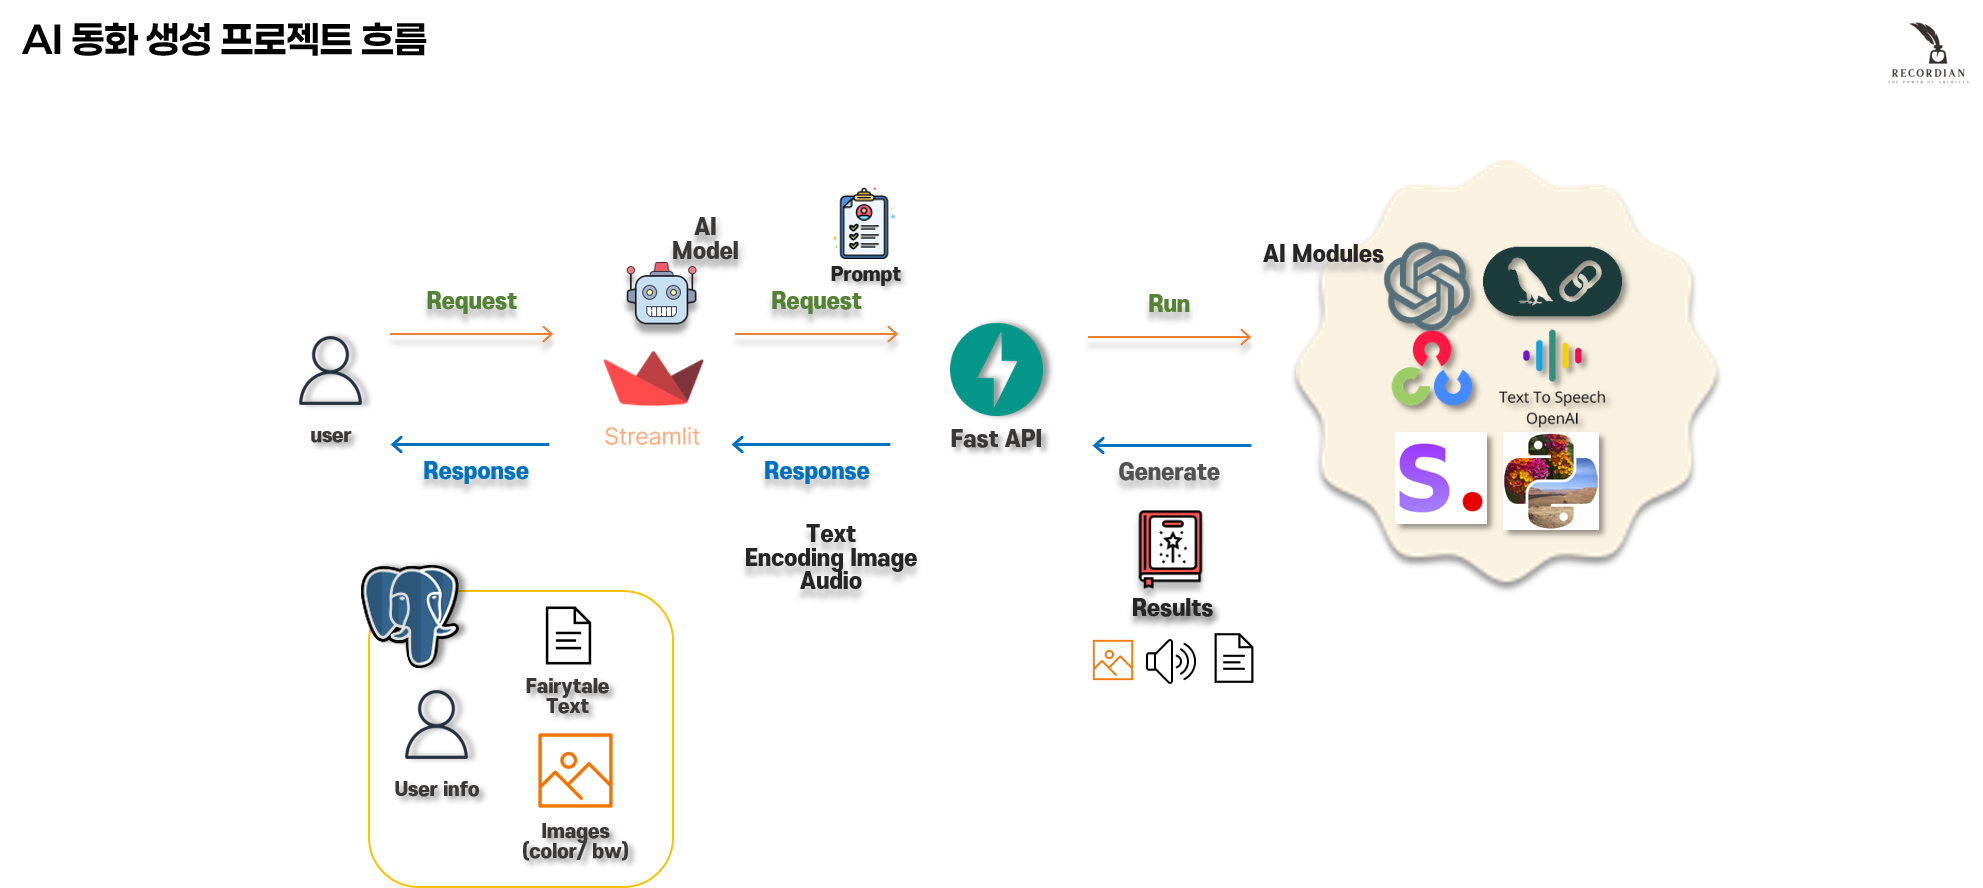 AI 동화 생성 프로젝트 흐름
RECORDIAN
AI
Model
Prompt
Request
Request
Run
AI Modules
user
Streamlit
Fast API
Text To Speech
OpenAI
Response
Response
Generate
S.
Text
Encoding Image
Audio
Results
Fairytale
Text
User info
Images
(color/ bw)